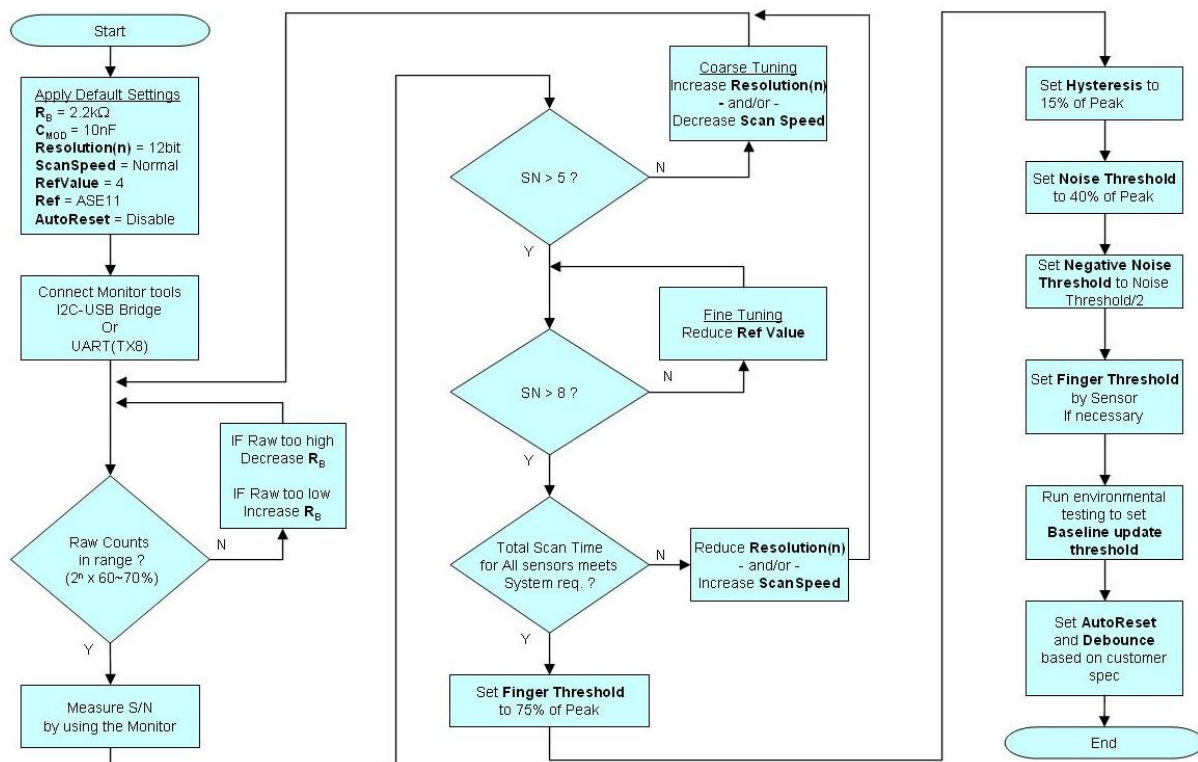 Start
Apply Default Settings
R_B = 2.2kΩ
C_MOD = 10nF
Resolution(n) = 12bit
ScanSpeed = Normal
RefValue = 4
Ref = ASE11
AutoReset = Disable
Connect Monitor tools
I2C-USB Bridge
Or
UART(TX8)
IF Raw too high
Decrease R_B
IF Raw too low
Increase R_B
Raw Counts
in range ?
(2ⁿ x 60~70%)
N
Y
Measure S/N
by using the Monitor
Coarse Tuning
Increase Resolution(n)
- and/or -
Decrease Scan Speed
SN > 5 ?
N
Y
Fine Tuning
Reduce Ref Value
SN > 8 ?
N
Y
Total Scan Time
for All sensors meets
System req. ?
N
Reduce Resolution(n)
- and/or -
Increase ScanSpeed
Y
Set Finger Threshold
to 75% of Peak
Set Hysteresis to
15% of Peak
Set Noise Threshold
to 40% of Peak
Set Negative Noise
Threshold to Noise
Threshold/2
Set Finger Threshold
by Sensor
If necessary
Run environmental
testing to set
Baseline update
threshold)
Set AutoReset
and Debounce
based on customer
spec
End